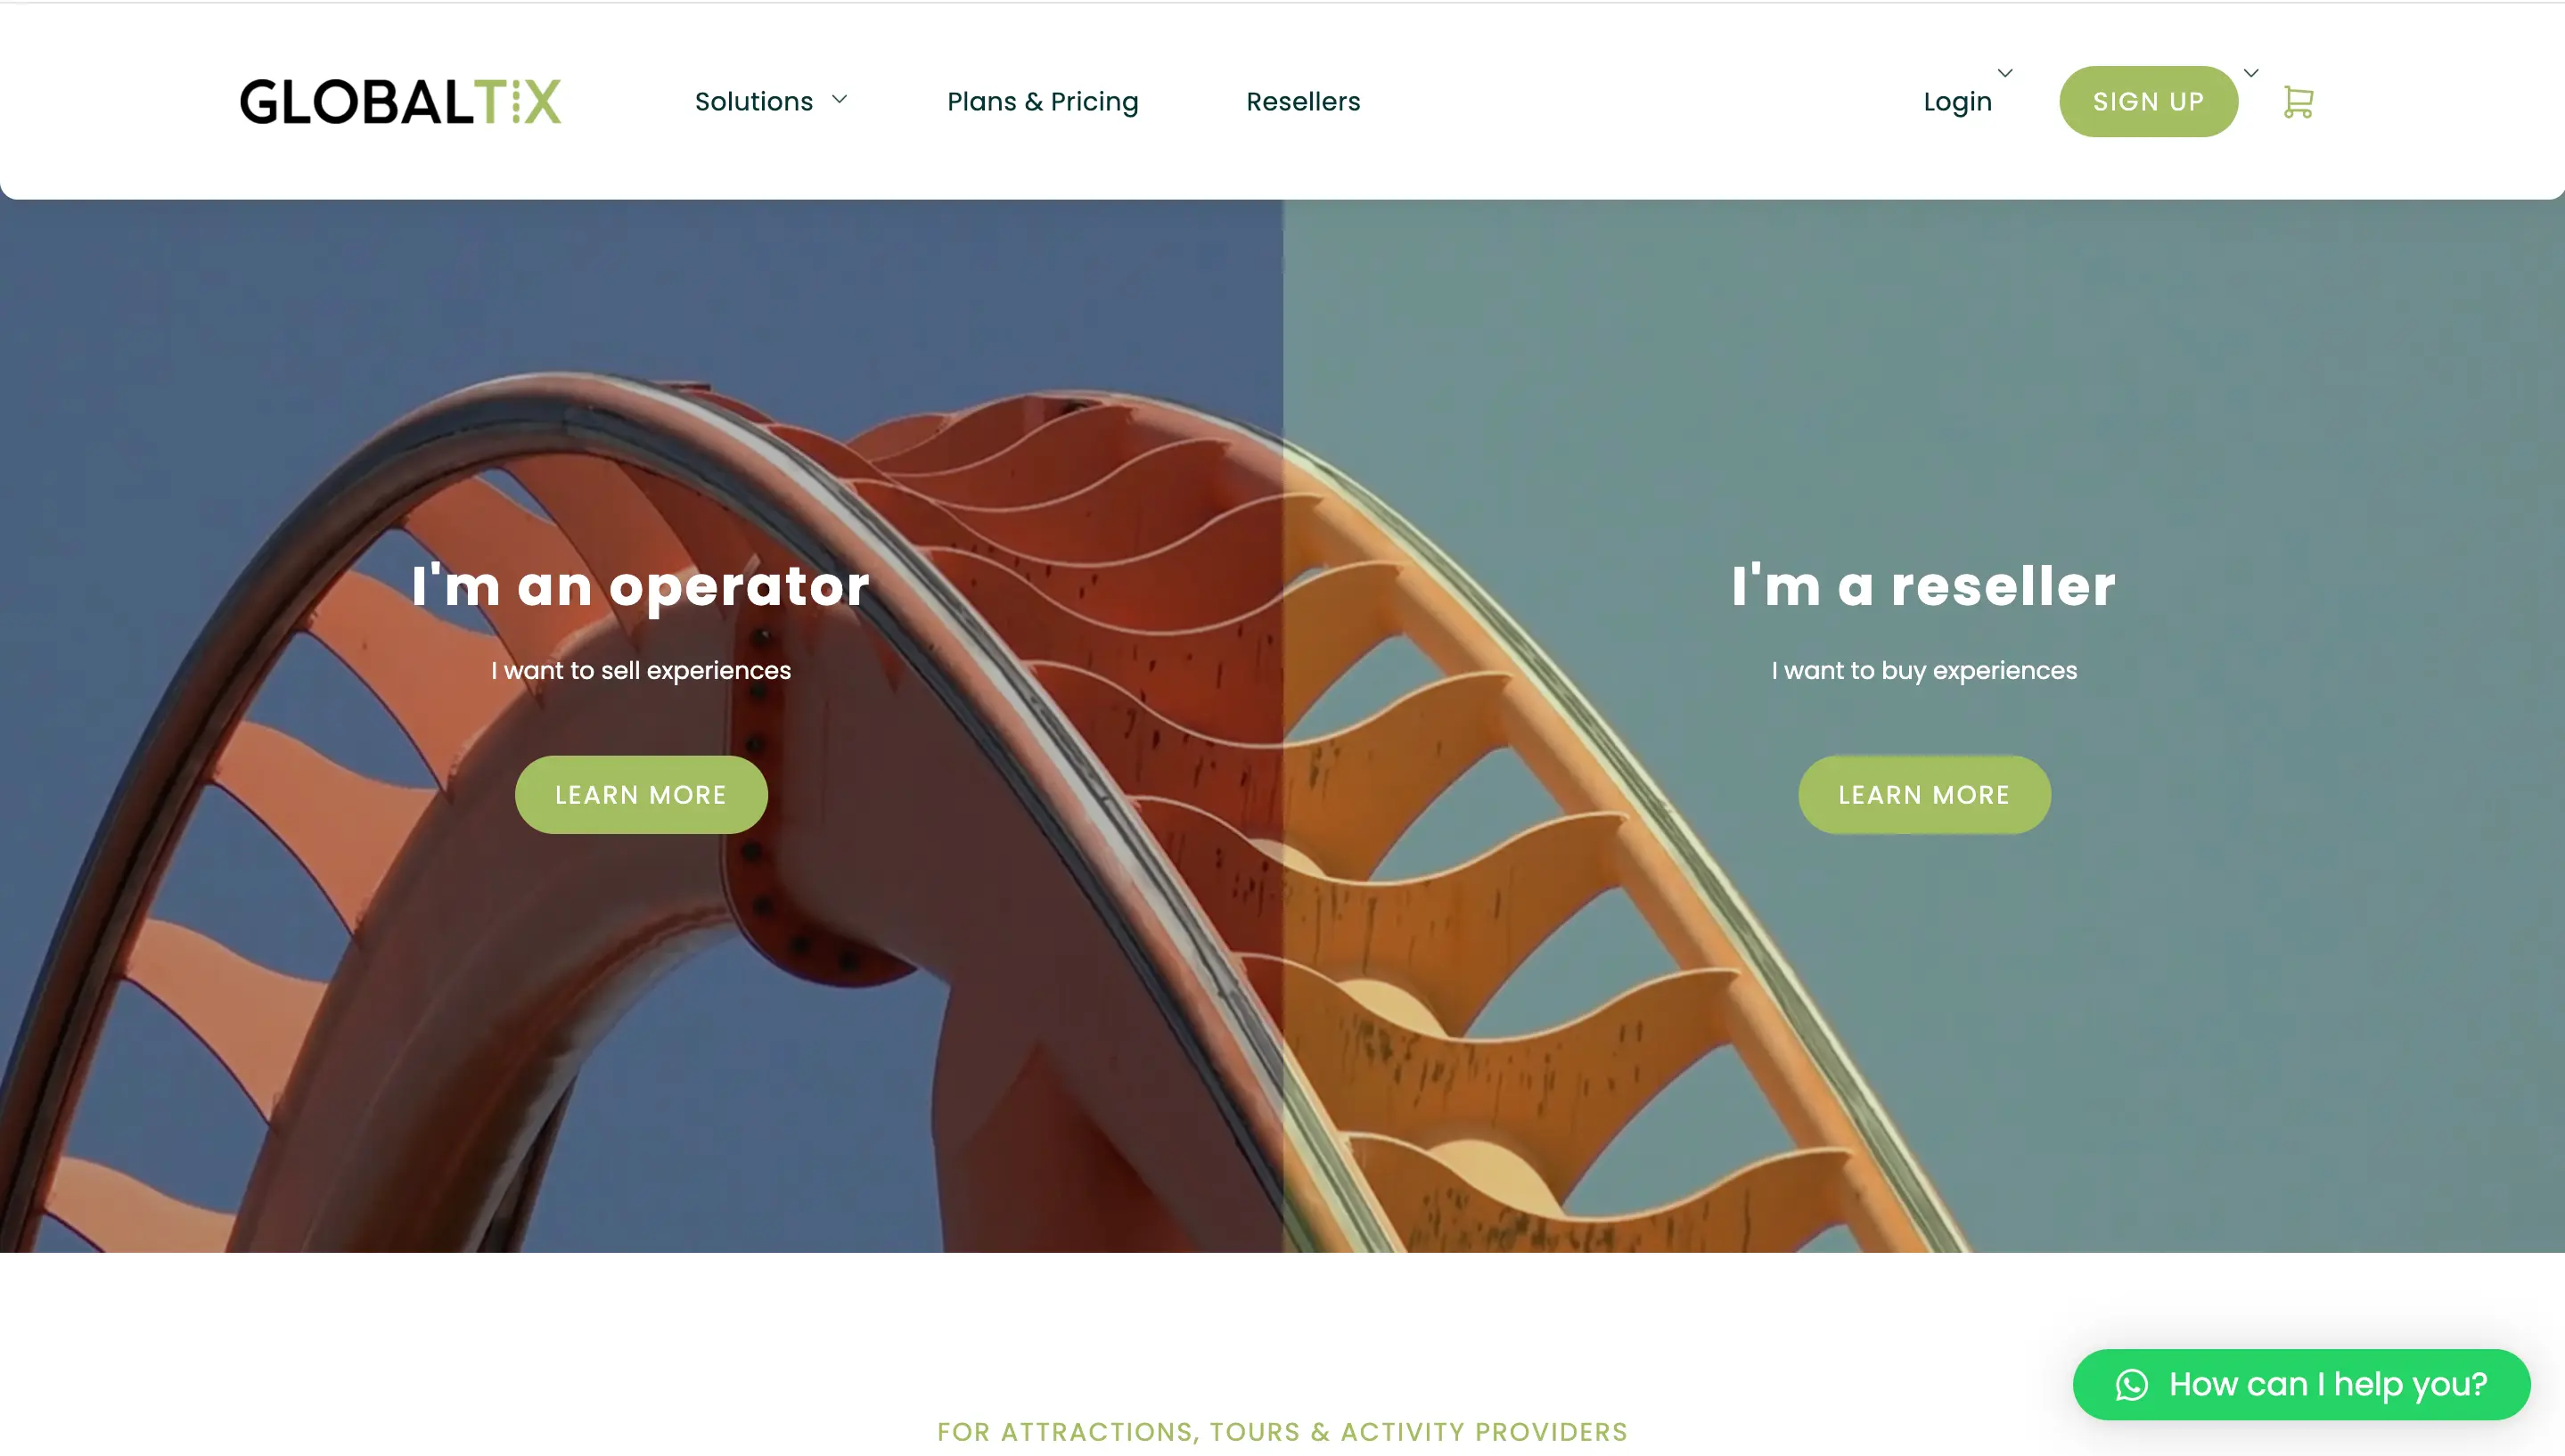 GLOBALTIX
Solutions
Plans & Pricing
Resellers
Login
SIGN UP
I'm an operator
I want to sell experiences
LEARN MORE
I'm a reseller
I want to buy experiences
LEARN MORE
How can I help you?
FOR ATTRACTIONS, TOURS & ACTIVITY PROVIDERS